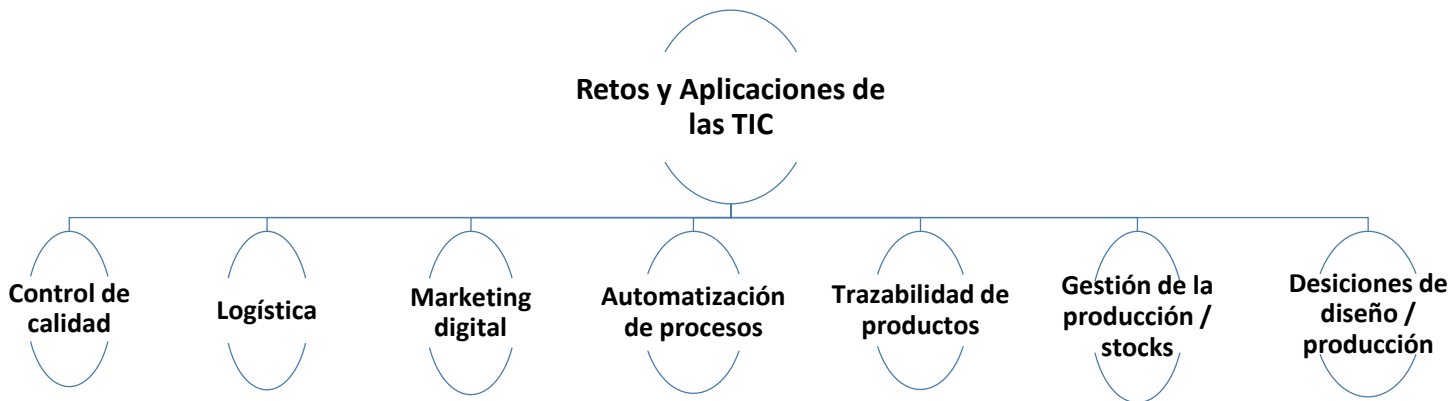 Retos y Aplicaciones de
las TIC
Control de
calidad
Logística
Marketing
digital
Automatización
de procesos
Trazabilidad de
productos
Gestión de la
producción /
stocks
Desiciones de
diseño /
producción